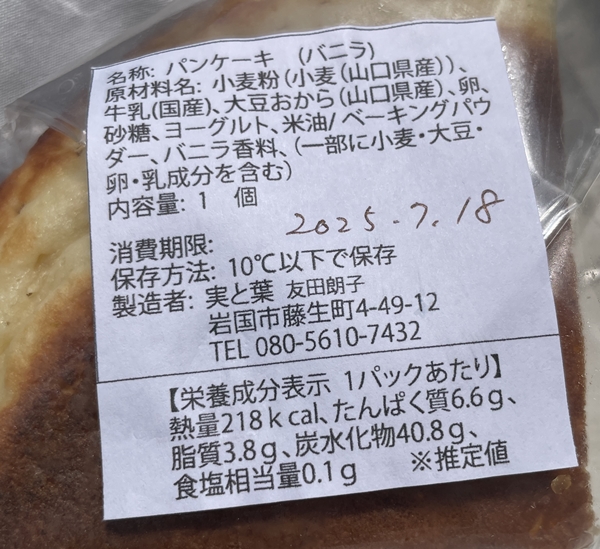 名称: パンケーキ (バニラ)
原材料名: 小麦粉(小麦(山口県産))、
牛乳(国産)、大豆おから(山口県産)、卵、
砂糖、ヨーグルト、米油/ベーキングパウ
ダー、バニラ香料、(一部に小麦・大豆・
卵・乳成分を含む)
内容量: 1 個
消費期限: 2025.7.18
保存方法: 10℃以下で保存
製造者: 実と葉 友田朗子
岩国市藤生町4-49-12
TEL 080-5610-7432
【栄養成分表示 1パックあたり】
熱量218kcal、たんぱく質6.6g、
脂質3.8g、炭水化物40.8g、
食塩相当量0.1g ※推定値